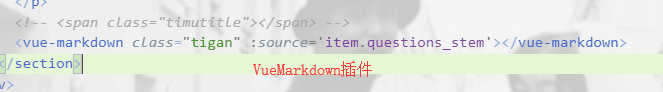 </p>
<!-- <span class="timutitle"></span> -->
<vue-markdown class="tigan" :source='item.questions_stem'></vue-markdown>
</section>
VueMarkdown插件
v>